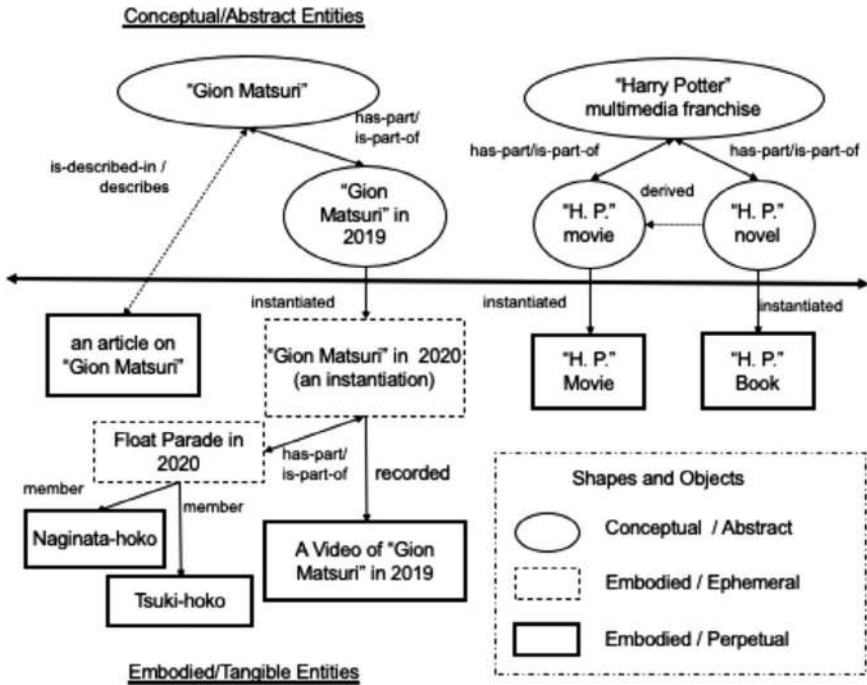 Conceptual/Abstract Entities
"Gion Matsuri"
"Harry Potter"
multimedia franchise
has-part/
is-part-of
is-described-in /
describes
has-part/is-part-of
has-part/is-part-of
"Gion
Matsuri" in
2019
"H. P."
movie
derived
"H. P."
novel
instantiated
instantiated
instantiated
an article on
"Gion Matsuri"
"Gion Matsuri" in 2020
(an instantiation)
"H. P."
Movie
"H. P."
Book
Float Parade in
2020
has-part/
is-part-of
recorded
member
member
Naginata-hoko
Tsuki-hoko
A Video of "Gion
Matsuri" in 2019
Shapes and Objects
Conceptual / Abstract
Embodied / Ephemeral
Embodied / Perpetual
Embodied/Tangible Entities